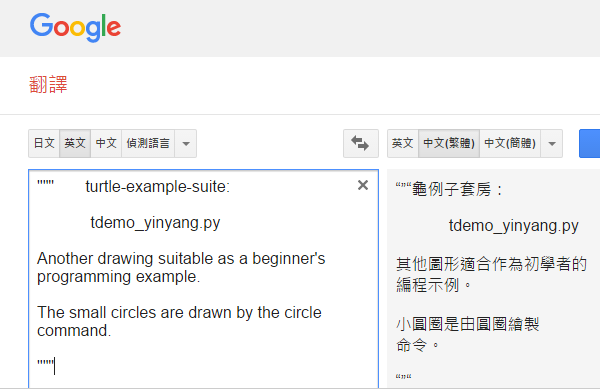 Google
翻譯
日文 英文 中文 偵測語言
英文 中文(繁體) 中文(簡體)
""" turtle-example-suite:
tdemo_yinyang.py
Another drawing suitable as a beginner's
programming example.
The small circles are drawn by the circle
command.
"""
“”“龜例子套房：
tdemo_yinyang.py
其他圖形適合作為初學者的
編程示例。
小圓圈是由圓圈繪製
命令。
“”“